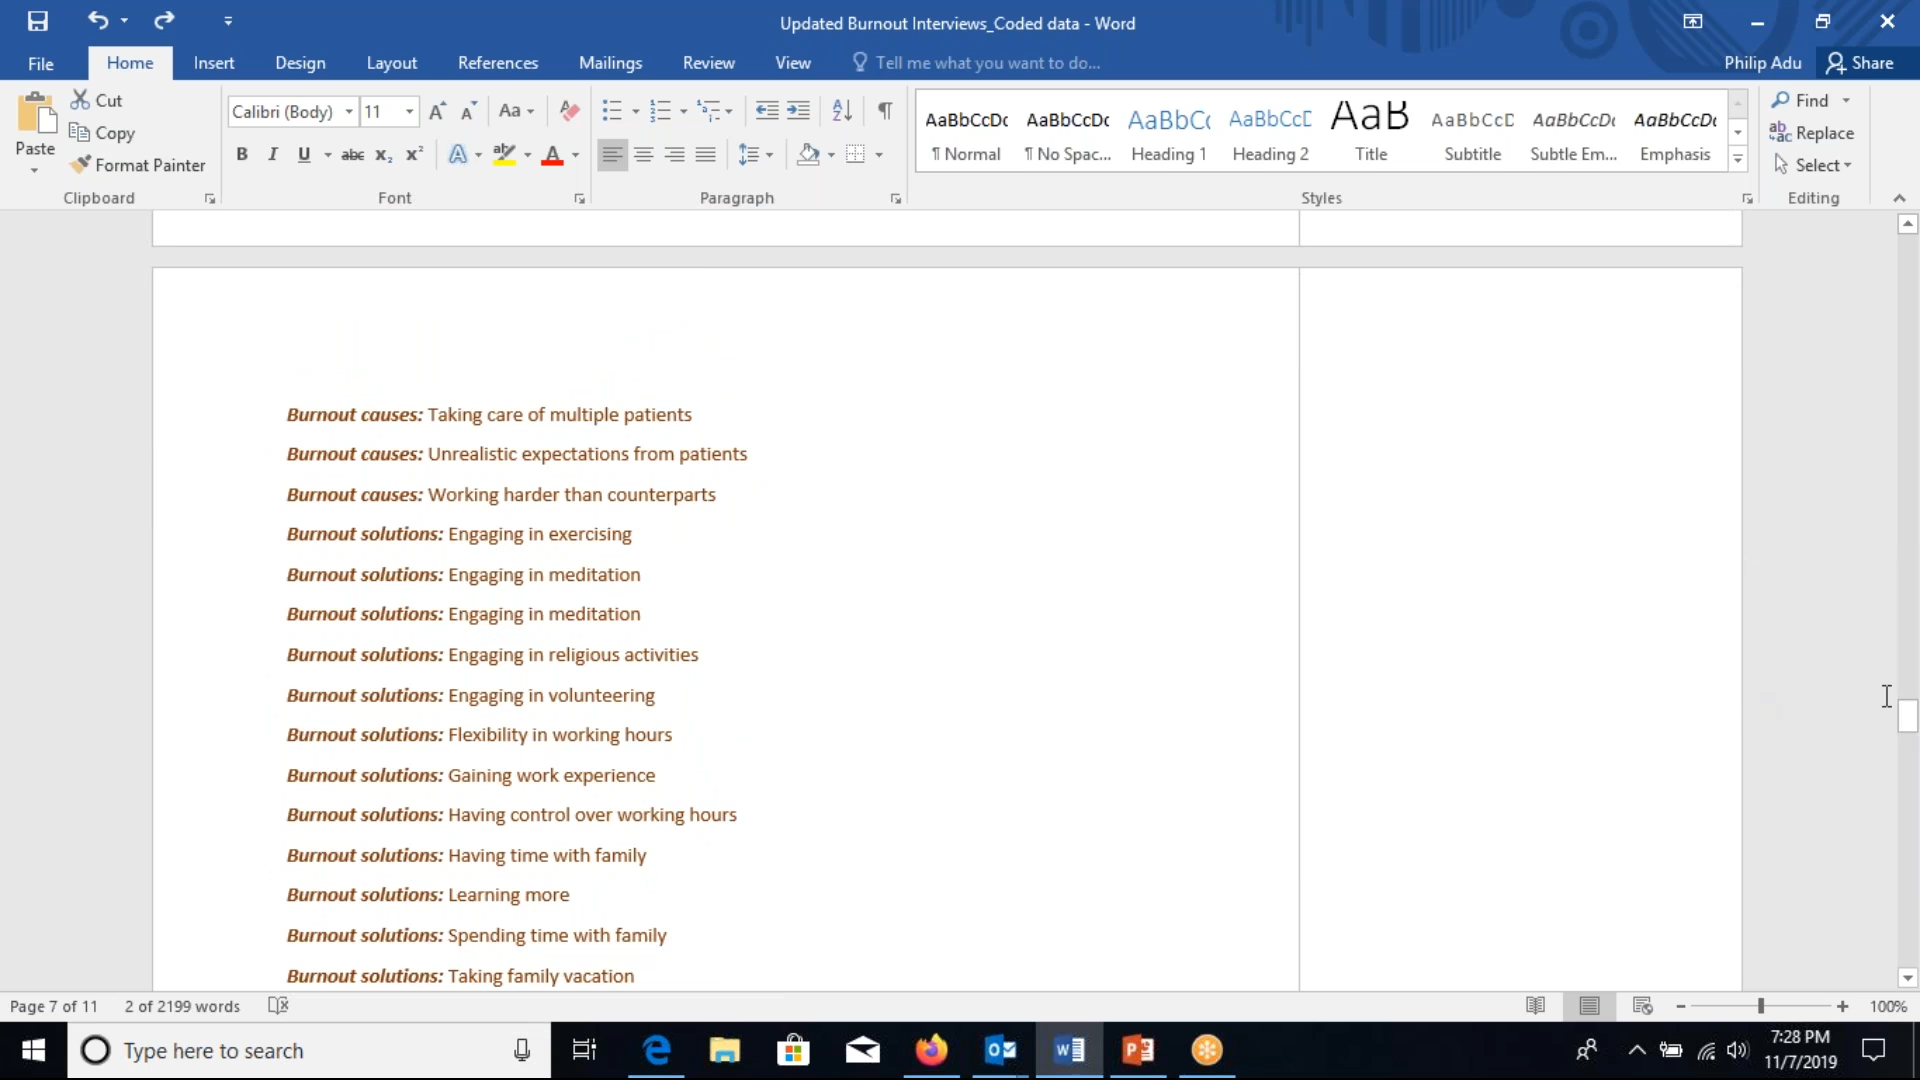 Updated Burnout Interviews_Coded data - Word
File Home Insert Design Layout References Mailings Review View Tell me what you want to do... Philip Adu Share
Paste
Cut
Copy
Format Painter
Clipboard
Calibri (Body) 11
Font
Paragraph
AaBbCcDc AaBbCcDc AaBbC AaBbCcD AaB AaBbCcD AaBbCcDc AaBbCcDc
¶ Normal ¶ No Spac... Heading 1 Heading 2 Title Subtitle Subtle Em... Emphasis
Styles
Find
Replace
Select
Editing
Burnout causes: Taking care of multiple patients
Burnout causes: Unrealistic expectations from patients
Burnout causes: Working harder than counterparts
Burnout solutions: Engaging in exercising
Burnout solutions: Engaging in meditation
Burnout solutions: Engaging in meditation
Burnout solutions: Engaging in religious activities
Burnout solutions: Engaging in volunteering
Burnout solutions: Flexibility in working hours
Burnout solutions: Gaining work experience
Burnout solutions: Having control over working hours
Burnout solutions: Having time with family
Burnout solutions: Learning more
Burnout solutions: Spending time with family
Burnout solutions: Taking family vacation
Page 7 of 11 2 of 2199 words 100%
Type here to search
7:28 PM
11/7/2019